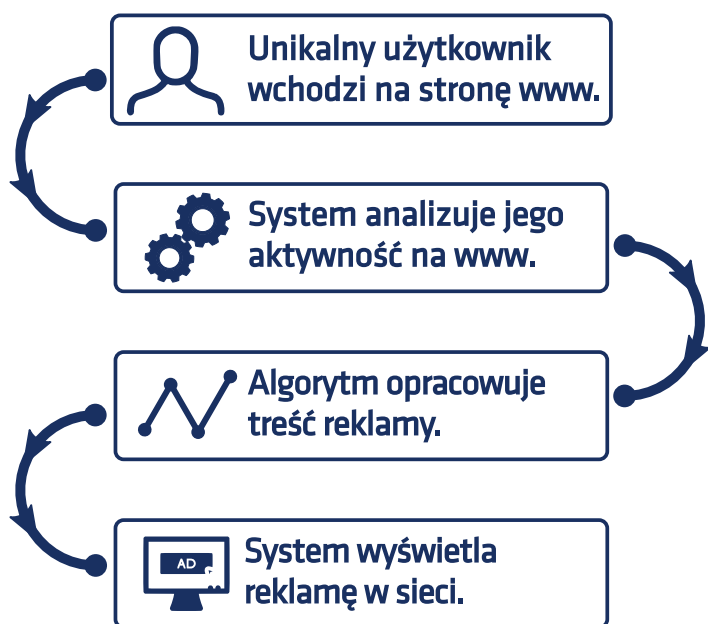 Unikalny użytkownik
wchodzi na stronę www.
System analizuje jego
aktywność na www.
Algorytm opracowuje
treść reklamy.
AD
System wyświetla
reklamę w sieci.